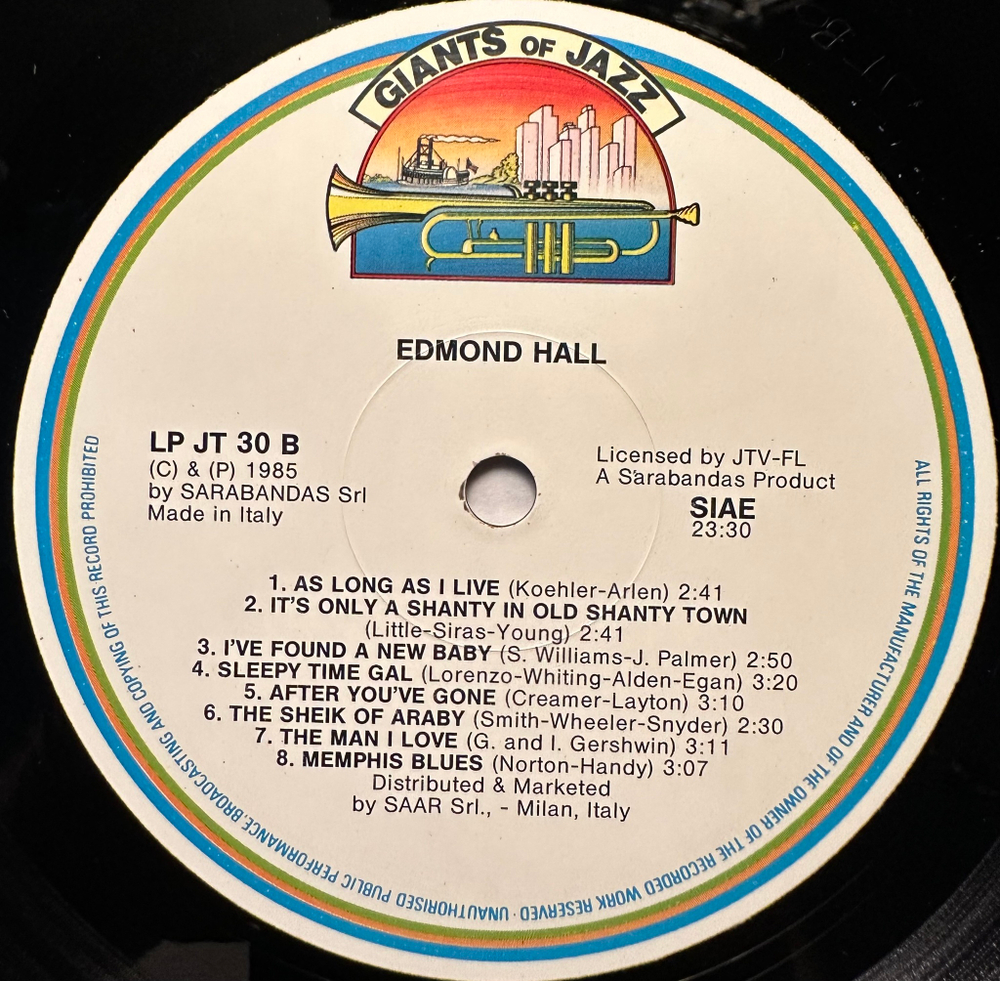 GIANTS OF JAZZ
EDMOND HALL
LP JT 30 B
(C) & (P) 1985
by SARABANDAS Srl
Made in Italy
Licensed by JTV-FL
A Sarabandas Product
SIAE
23:30
1. AS LONG AS I LIVE (Koehler-Arlen) 2:41
2. IT'S ONLY A SHANTY IN OLD SHANTY TOWN
(Little-Siras-Young) 2:41
3. I'VE FOUND A NEW BABY (S. Williams-J. Palmer) 2:50
4. SLEEPY TIME GAL (Lorenzo-Whiting-Alden-Egan) 3:20
5. AFTER YOU'VE GONE (Creamer-Layton) 3:10
6. THE SHEIK OF ARABY (Smith-Wheeler-Snyder) 2:30
7. THE MAN I LOVE (G. and I. Gershwin) 3:11
8. MEMPHIS BLUES (Norton-Handy) 3:07
Distributed & Marketed
by SAAR Srl., - Milan, Italy
ALL RIGHTS OF THE MANUFACTURER AND OF THE OWNER OF THE RECORDED WORK RESERVED · UNAUTHORISED PUBLIC PERFORMANCE, BROADCASTING AND COPYING OF THIS RECORD PROHIBITED